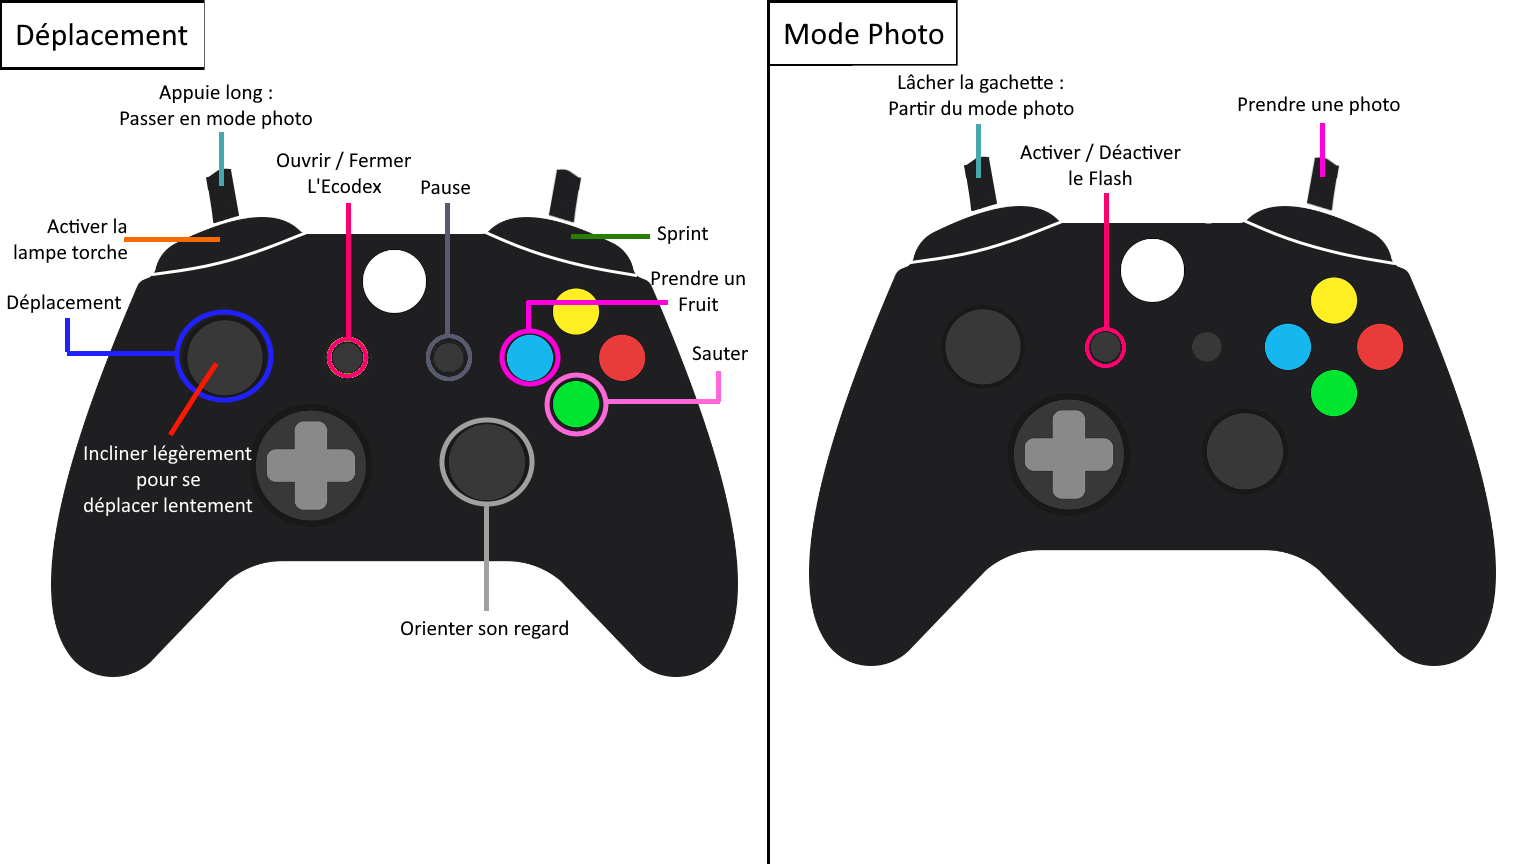 Déplacement
Appuie long :
Passer en mode photo
Ouvrir / Fermer
L'Ecodex
Pause
Activer la
lampe torche
Sprint
Prendre un
Fruit
Déplacement
Sauter
Incliner légèrement
pour se
déplacer lentement
Orienter son regard
Mode Photo
Lâcher la gachette :
Partir du mode photo
Prendre une photo
Activer / Déactiver
le Flash